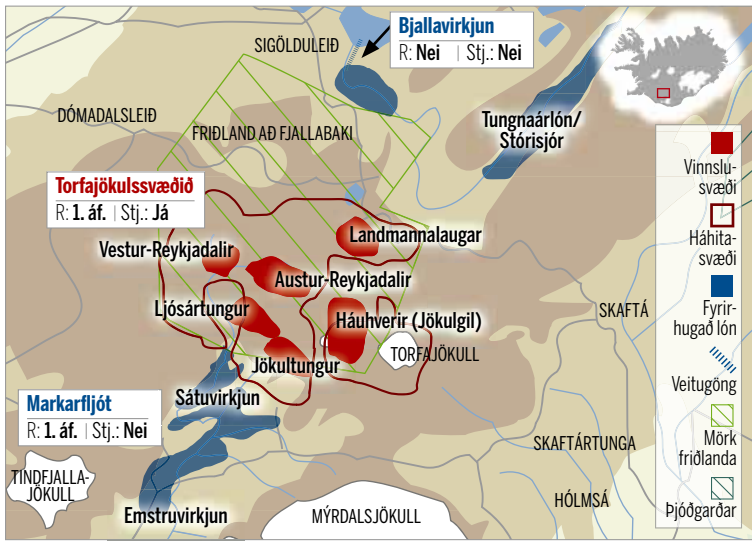 Bjallavirkjun
R: Nei | Stj.: Nei
SIGÖLDULEIÐ
DÓMADALSLEIÐ
FRIÐLAND AÐ FJALLABAKI
Tungnaárlón/
Stórisjór
Torfajökulssvæðið
R: 1. áf. | Stj.: Já
Landmannalaugar
Vestur-Reykjadalir
Austur-Reykjadalir
Ljósártungur
Háuhverir (Jökulgil)
TORFAJÖKULL
Jökultungur
Sátuvirkjun
Markarfljót
R: 1. áf. | Stj.: Nei
TINDFJALLA-
JÖKULL
Emstruvirkjun
MÝRDALSJÖKULL
SKAFTÁ
SKAFTÁRTUNGA
HÓLMSÁ
Vinnslu-
svæði
Háhita-
svæði
Fyrir-
hugað lón
Veitugöng
Mörk
friðlanda
Þjóðgarðar